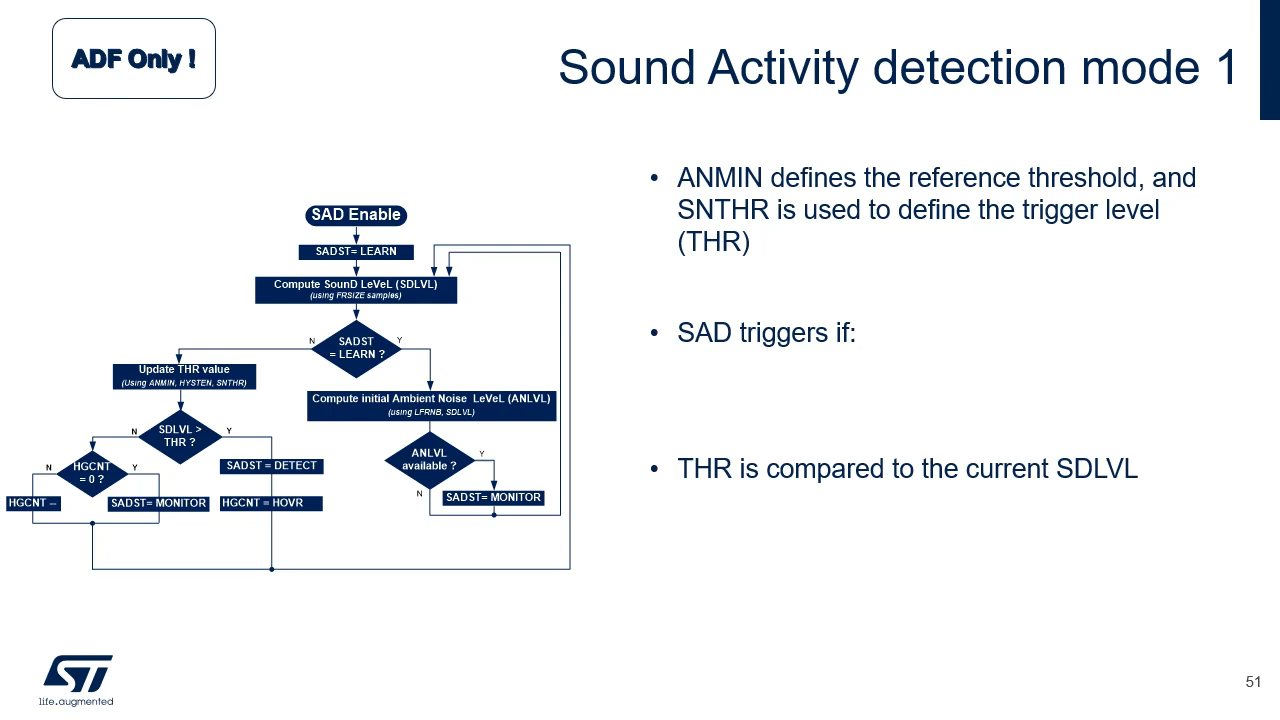 ADF Only !
Sound Activity detection mode 1
SAD Enable
SADST= LEARN
Compute SounD LeVeL (SDLVL)
(using FRSIZE samples)
N
SADST
= LEARN ?
Y
Update THR value
(Using ANMIN, HYSTEN, SNTHR)
Compute initial Ambient Noise LeVeL (ANLVL)
(using LFRNB, SDLVL)
N
SDLVL >
THR ?
Y
ANLVL
available ?
Y
N
N
HGCNT
= 0 ?
Y
SADST = DETECT
HGCNT --
SADST= MONITOR
HGCNT = HOVR
SADST= MONITOR
• ANMIN defines the reference threshold, and
SNTHR is used to define the trigger level
(THR)
• SAD triggers if:
• THR is compared to the current SDLVL
ST
life.augmented
51